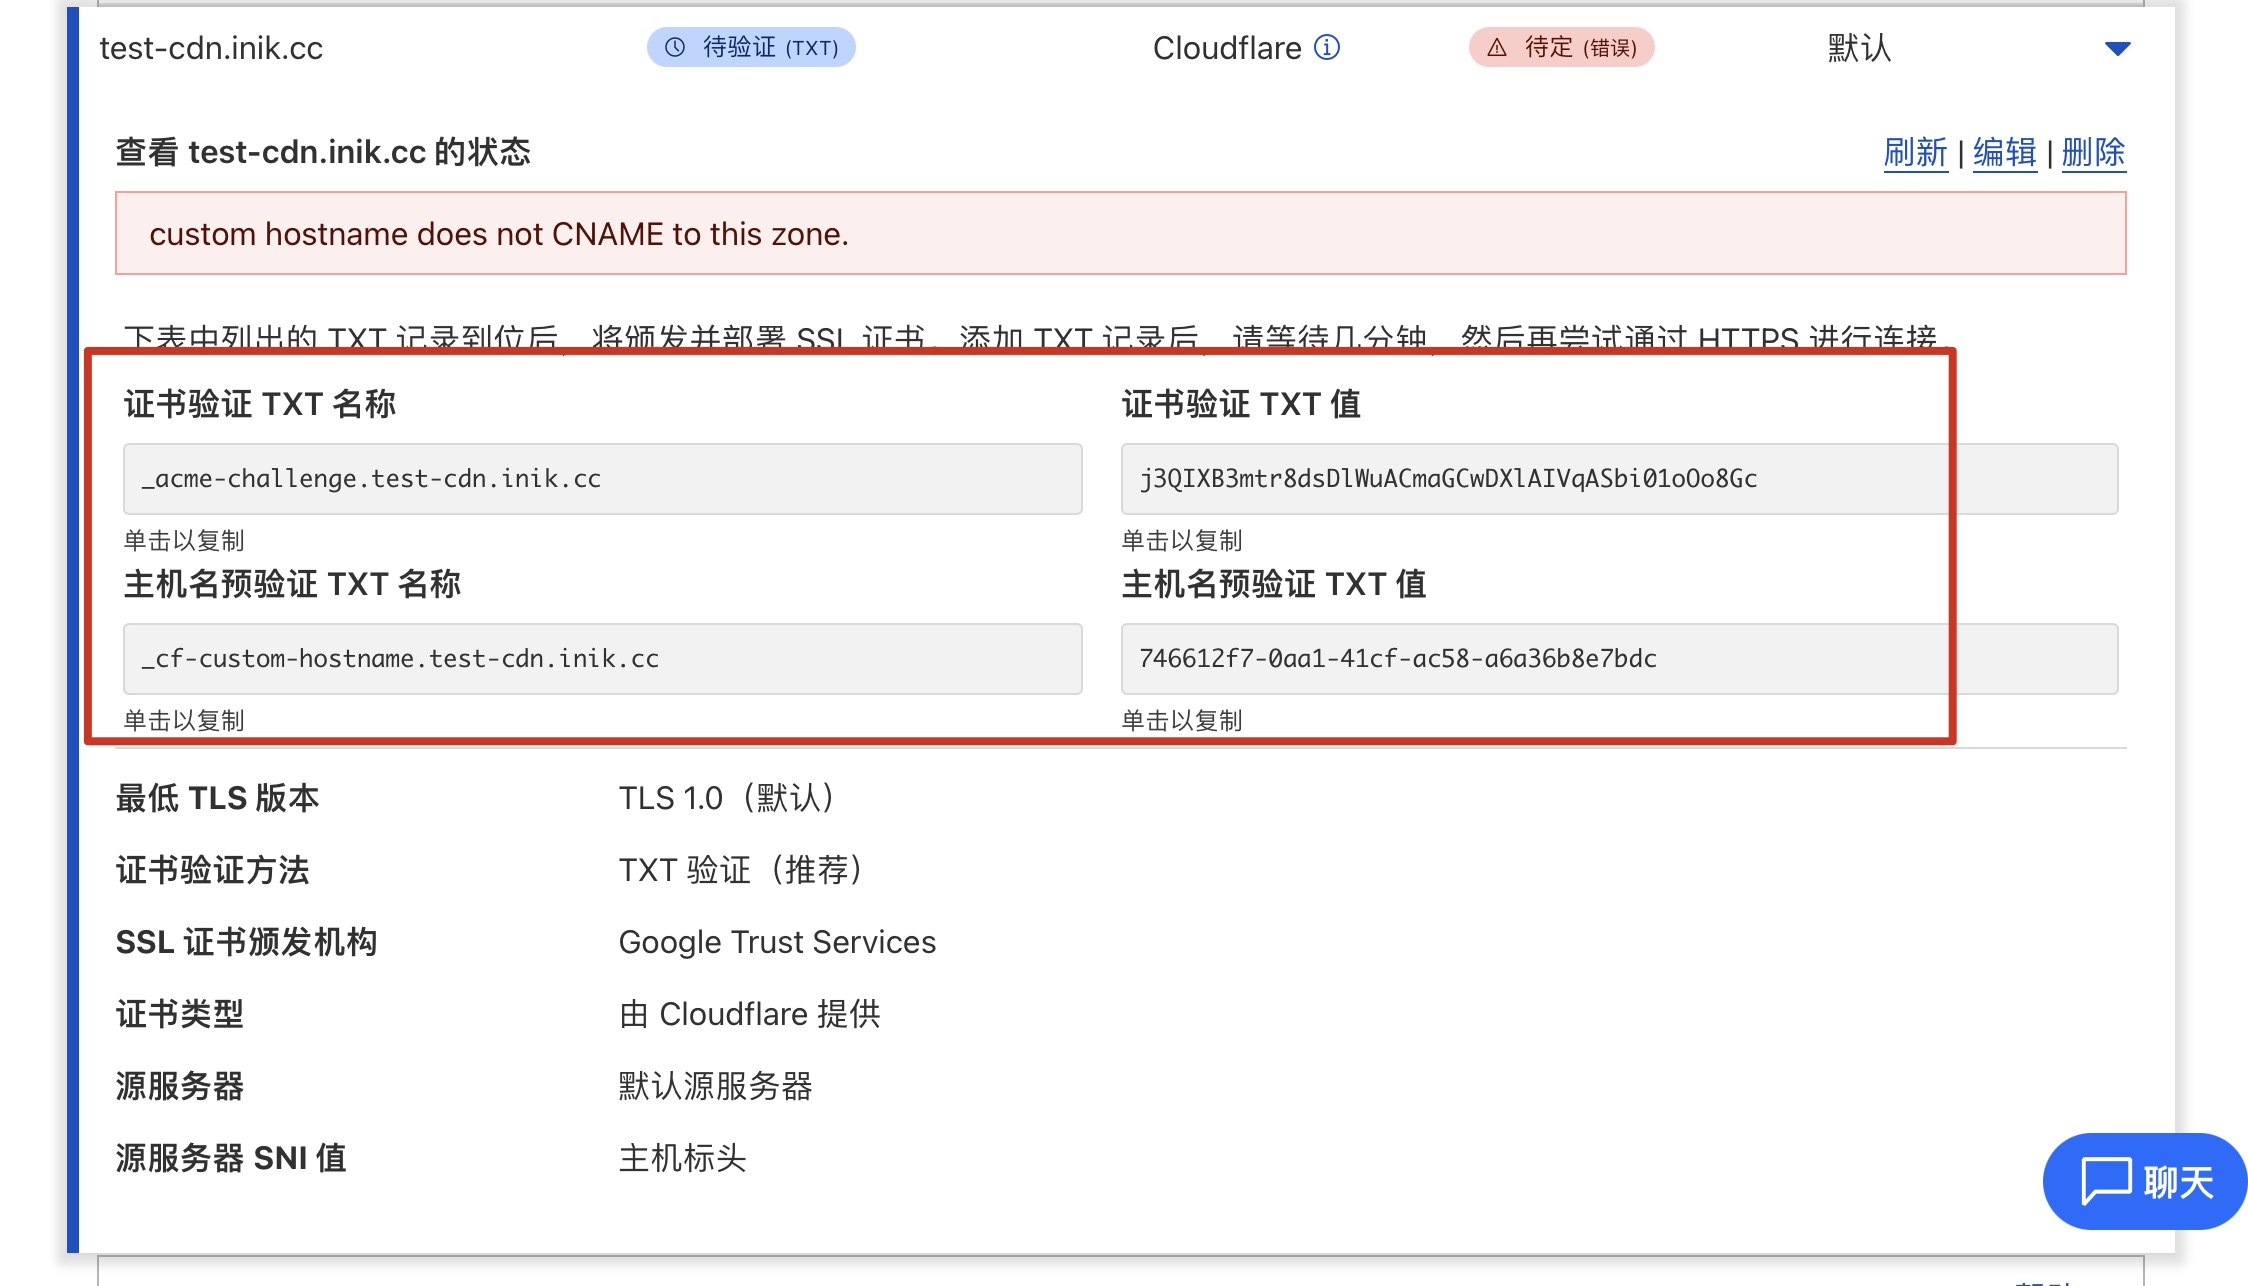 test-cdn.inik.cc 待验证 (TXT) Cloudflare 待定 (错误) 默认
查看 test-cdn.inik.cc 的状态 刷新 | 编辑 | 删除
custom hostname does not CNAME to this zone.
下表中列出的 TXT 记录到位后，将颁发并部署 SSL 证书。添加 TXT 记录后，请等待几分钟，然后再尝试通过 HTTPS 进行连接。
证书验证 TXT 名称 证书验证 TXT 值
_acme-challenge.test-cdn.inik.cc j3QIXB3mtr8dsDlWuACmaGCwDXlAIVqASbi01oOo8Gc
单击以复制 单击以复制
主机名预验证 TXT 名称 主机名预验证 TXT 值
_cf-custom-hostname.test-cdn.inik.cc 746612f7-0aa1-41cf-ac58-a6a36b8e7bdc
单击以复制 单击以复制
最低 TLS 版本 TLS 1.0（默认）
证书验证方法 TXT 验证（推荐）
SSL 证书颁发机构 Google Trust Services
证书类型 由 Cloudflare 提供
源服务器 默认源服务器
源服务器 SNI 值 主机标头
聊天